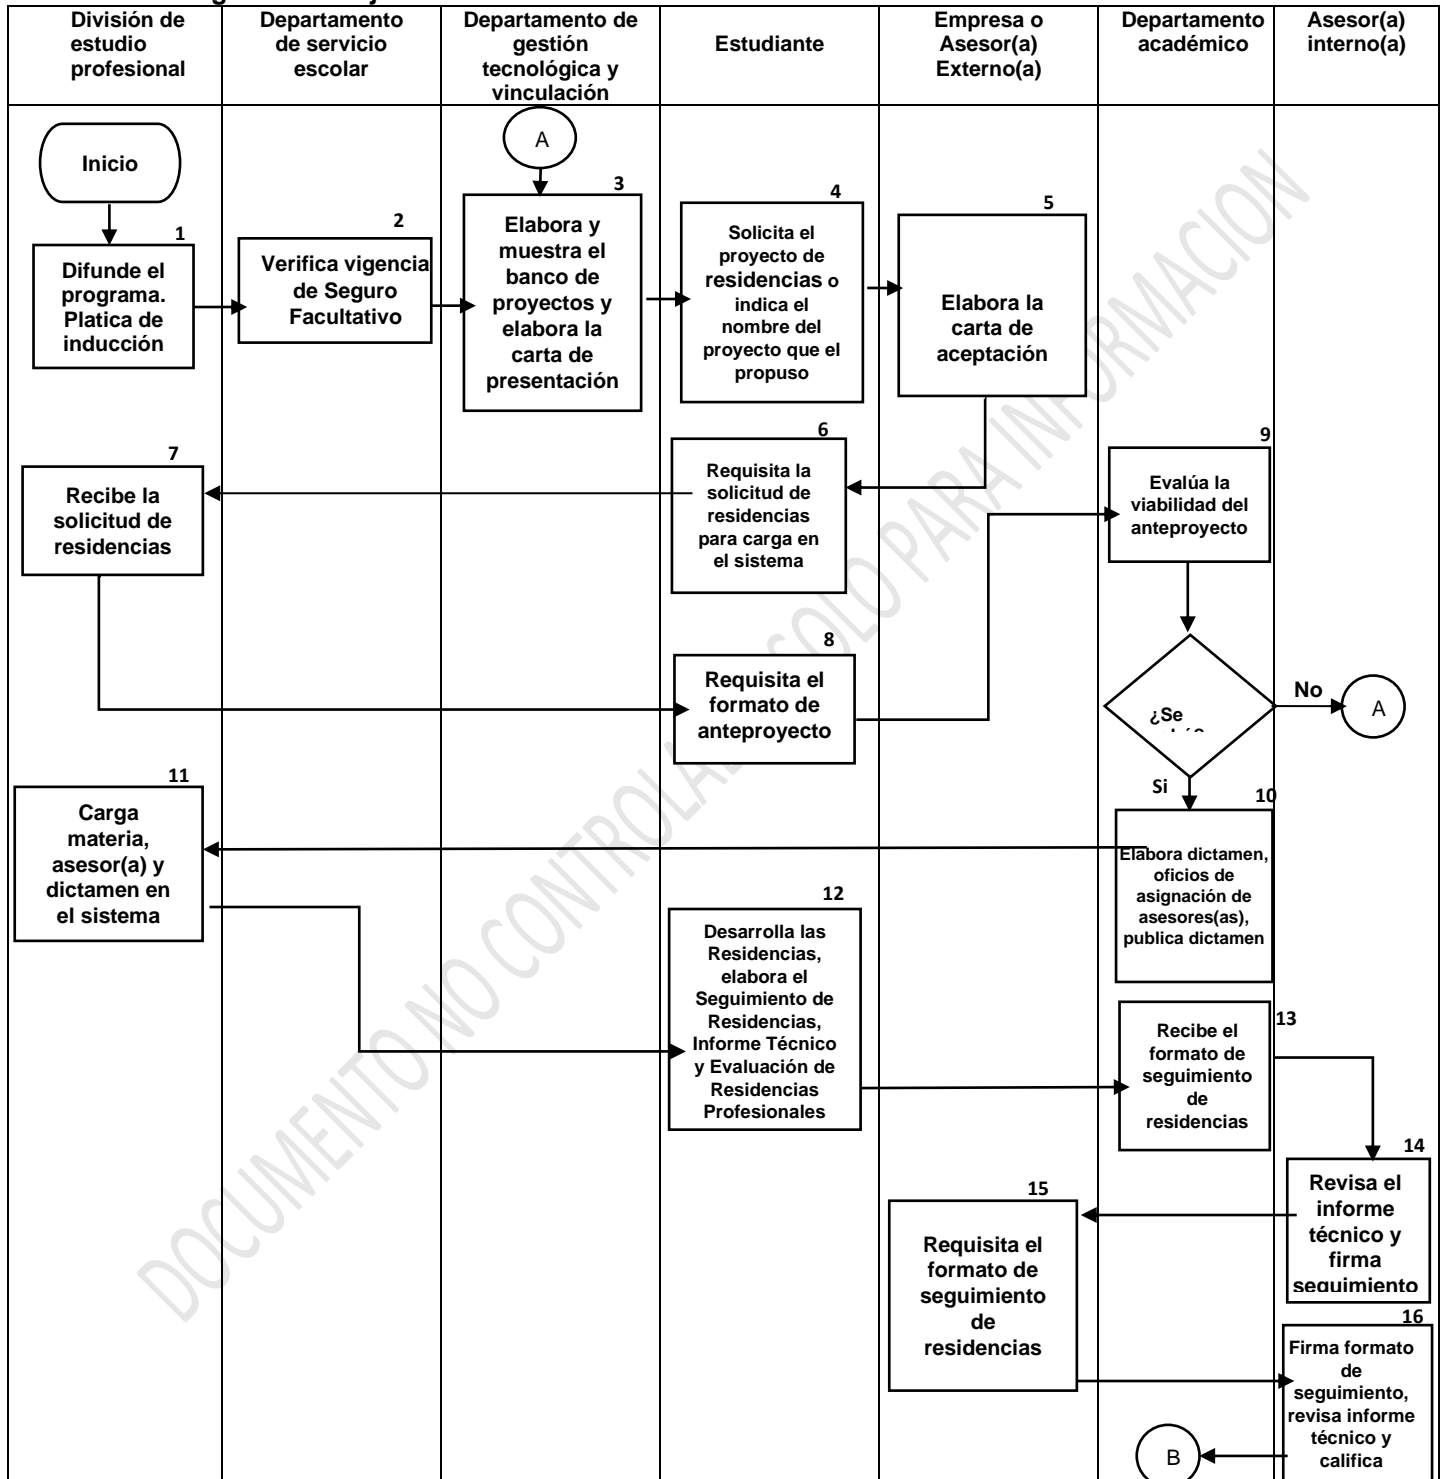 División de
estudio
profesional
Departamento
de servicio
escolar
Departamento de
gestión
tecnológica y
vinculación
Estudiante
Empresa o
Asesor(a)
Externo(a)
Departamento
académico
Asesor(a)
interno(a)
Inicio
A
1
Difunde el
programa.
Platica de
inducción
2
Verifica vigencia
de Seguro
Facultativo
3
Elabora y
muestra el
banco de
proyectos y
elabora la
carta de
presentación
4
Solicita el
proyecto de
residencias o
indica el
nombre del
proyecto que el
propuso
5
Elabora la
carta de
aceptación
6
Requisita la
solicitud de
residencias
para carga en
el sistema
7
Recibe la
solicitud de
residencias
8
Requisita el
formato de
anteproyecto
9
Evalúa la
viabilidad del
anteproyecto
¿Se
No
A
Si
10
Elabora dictamen,
oficios de
asignación de
asesores(as),
publica dictamen
11
Carga
materia,
asesor(a) y
dictamen en
el sistema
12
Desarrolla las
Residencias,
elabora el
Seguimiento de
Residencias,
Informe Técnico
y Evaluación de
Residencias
Profesionales
13
Recibe el
formato de
seguimiento
de
residencias
14
Revisa el
informe
técnico y
firma
seguimiento
15
Requisita el
formato de
seguimiento
de
residencias
16
Firma formato
de
seguimiento,
revisa informe
técnico y
califica
B
DOCUMENTO NO CONTROLADO SOLO PARA INFORMACION